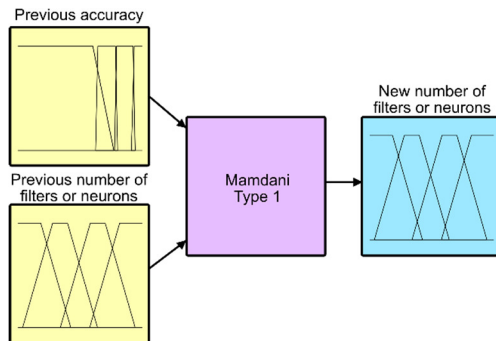 Previous accuracy
Previous number of
filters or neurons
Mamdani
Type 1
New number of
filters or neurons